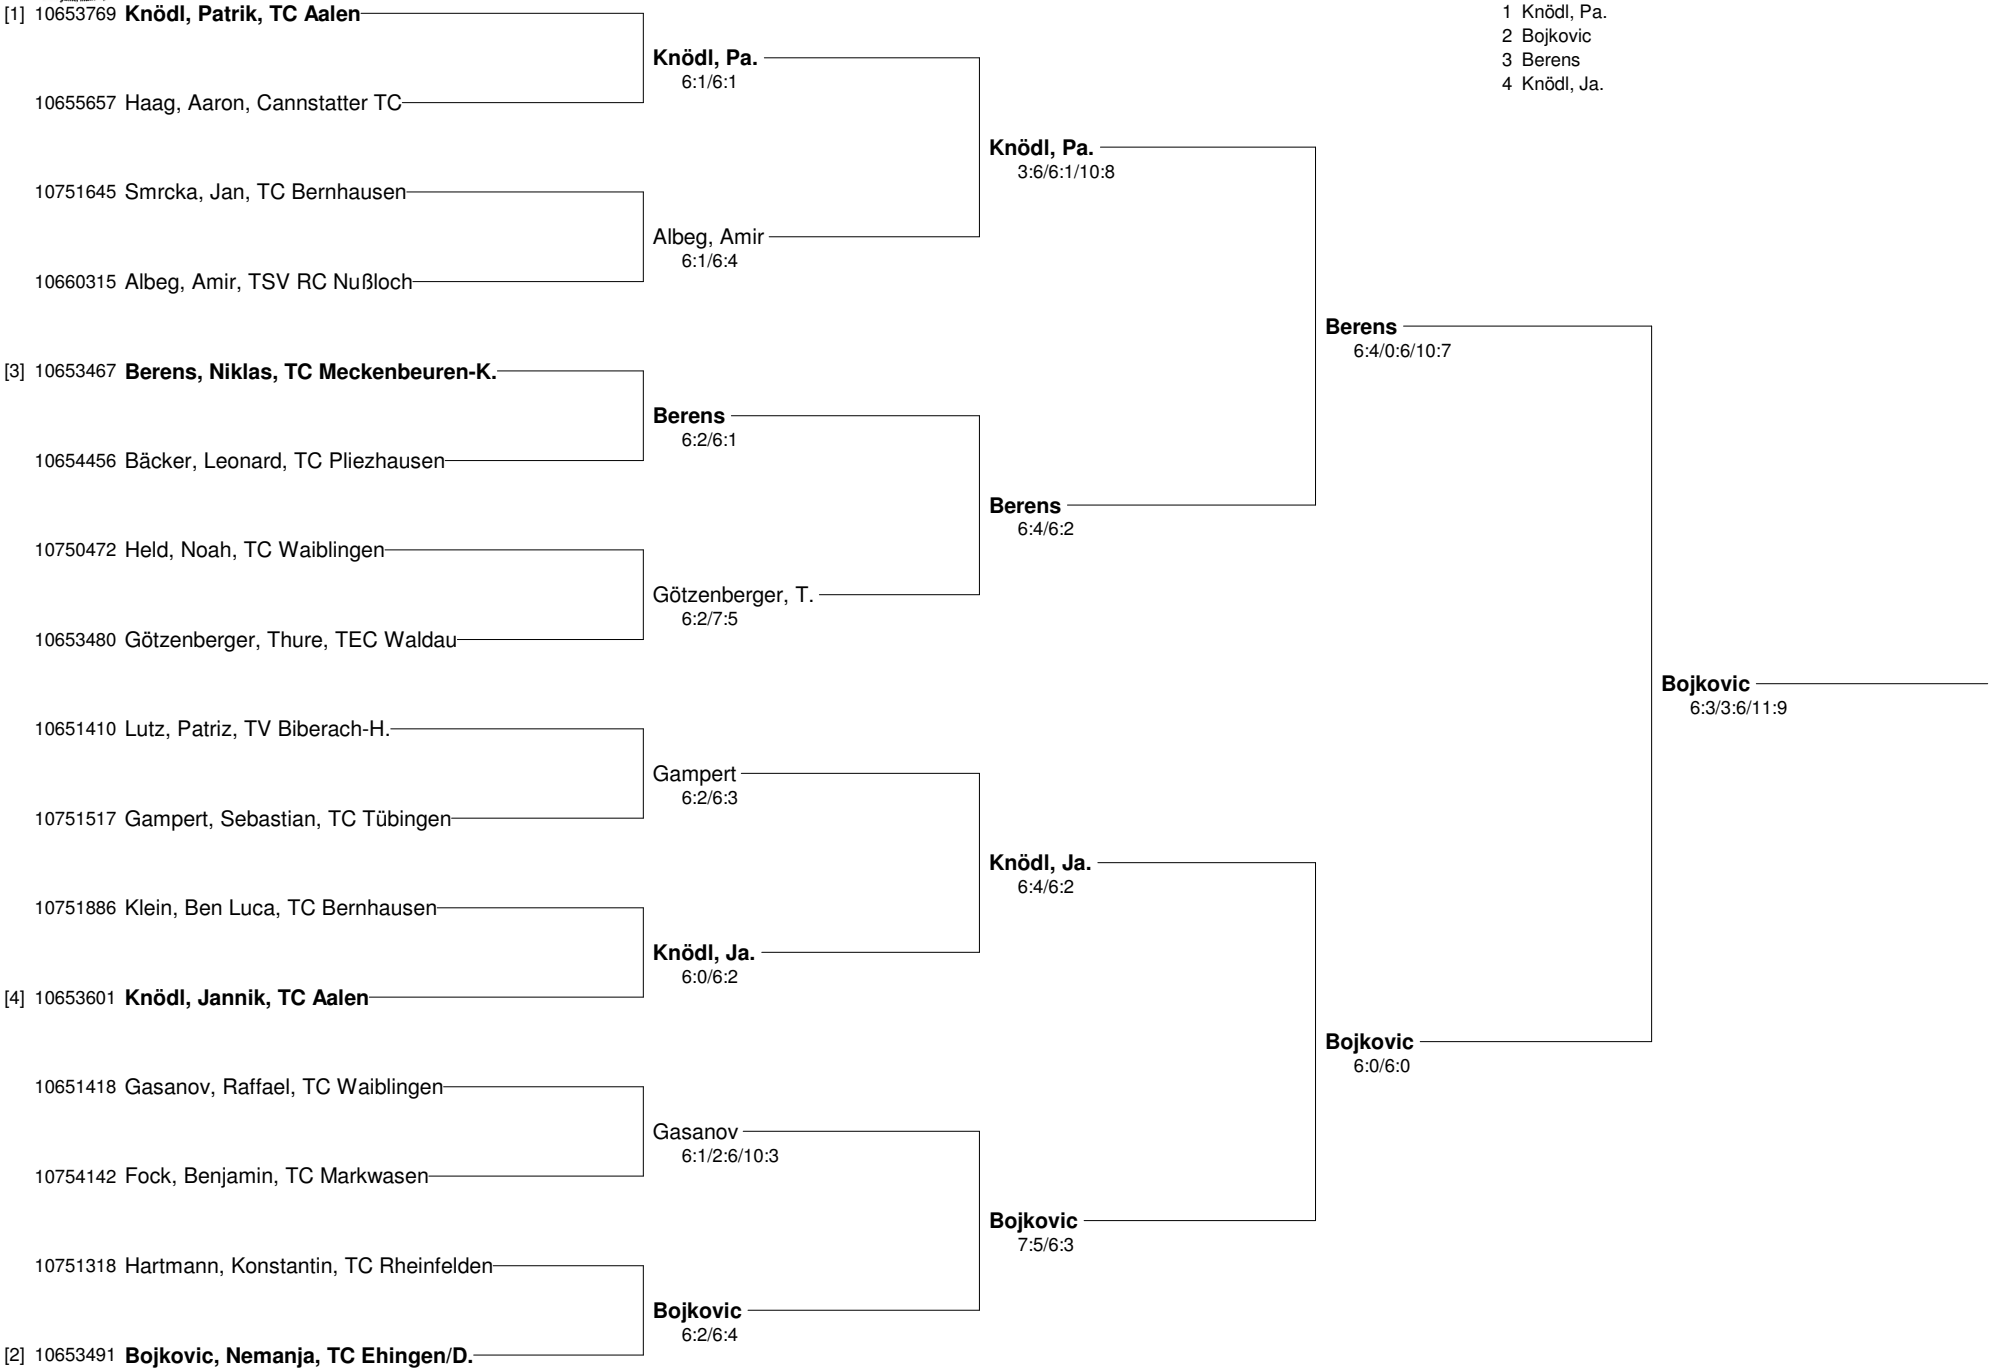 [1] 10653769 Knödl, Patrik, TC Aalen
10655657 Haag, Aaron, Cannstatter TC
10751645 Smrcka, Jan, TC Bernhausen
10660315 Albeg, Amir, TSV RC Nußloch
[3] 10653467 Berens, Niklas, TC Meckenbeuren-K.
10654456 Bäcker, Leonard, TC Pliezhausen
10750472 Held, Noah, TC Waiblingen
10653480 Götzenberger, Thure, TEC Waldau
10651410 Lutz, Patriz, TV Biberach-H.
10751517 Gampert, Sebastian, TC Tübingen
10751886 Klein, Ben Luca, TC Bernhausen
[4] 10653601 Knödl, Jannik, TC Aalen
10651418 Gasanov, Raffael, TC Waiblingen
10754142 Fock, Benjamin, TC Markwasen
10751318 Hartmann, Konstantin, TC Rheinfelden
[2] 10653491 Bojkovic, Nemanja, TC Ehingen/D.
Knödl, Pa.
6:1/6:1
Albeg, Amir
6:1/6:4
Berens
6:2/6:1
Götzenberger, T.
6:2/7:5
Gampert
6:2/6:3
Knödl, Ja.
6:0/6:2
Gasanov
6:1/2:6/10:3
Bojkovic
6:2/6:4
Knödl, Pa.
3:6/6:1/10:8
Berens
6:4/6:2
Knödl, Ja.
6:4/6:2
Bojkovic
7:5/6:3
Berens
6:4/0:6/10:7
Bojkovic
6:0/6:0
Bojkovic
6:3/3:6/11:9
1 Knödl, Pa.
2 Bojkovic
3 Berens
4 Knödl, Ja.